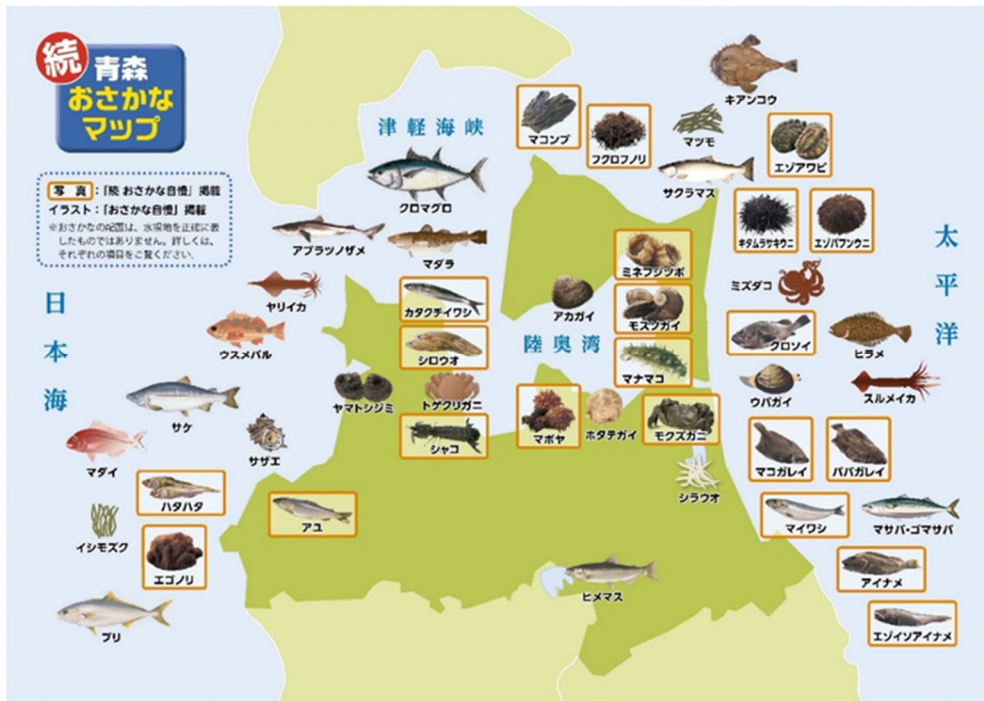 続
青森
おさかな
マップ
写真：「続 おさかな自慢」掲載
イラスト：「おさかな自慢」掲載
※おさかなの配置は、水揚地を正確に表
したものではありません。詳しくは、
それぞれの項目をご覧ください。
津軽海峡
日本海
太平洋
陸奥湾
キアンコウ
マコンブ
フクロフノリ
マツモ
エゾアワビ
サクラマス
クロマグロ
キタムラサキウニ
エゾバフンウニ
アブラツノザメ
マダラ
ミネフジツボ
ヤリイカ
カタクチイワシ
アカガイ
モスソガイ
ミズダコ
ウスメバル
シロウオ
マナマコ
クロソイ
ヒラメ
サケ
ヤマトシジミ
トゲクリガニ
ウバガイ
スルメイカ
マダイ
サザエ
シャコ
マボヤ
ホタテガイ
モクズガニ
マコガレイ
ババガレイ
ハタハタ
アユ
シラウオ
マイワシ
マサバ・ゴマサバ
イシモズク
エゴノリ
ヒメマス
アイナメ
ブリ
エゾイソアイナメ